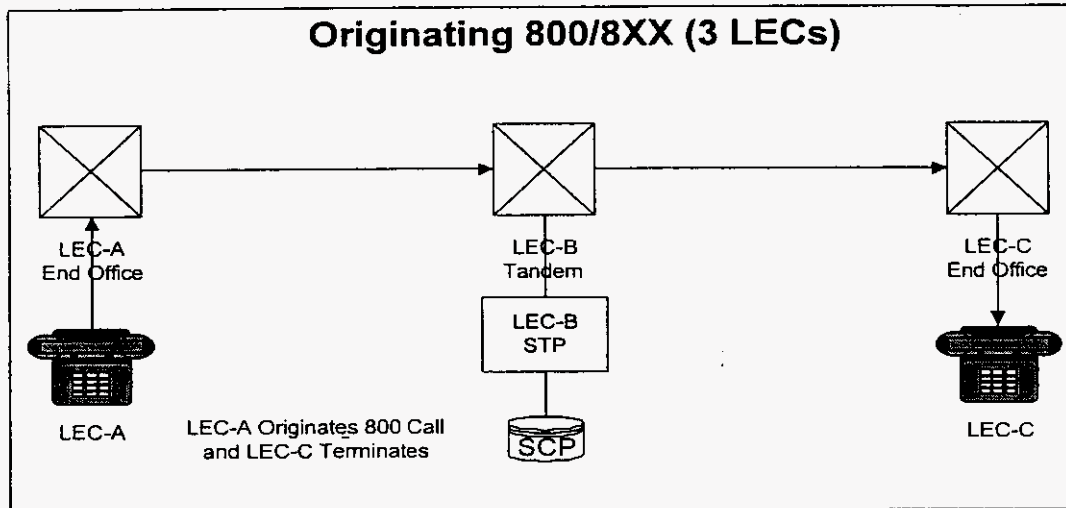 Originating 800/8XX (3 LECs)
LEC-A
End Office
LEC-B
Tandem
LEC-C
End Office
LEC-B
STP
LEC-A
LEC-A Originates 800 Call
and LEC-C Terminates
SCP
LEC-C